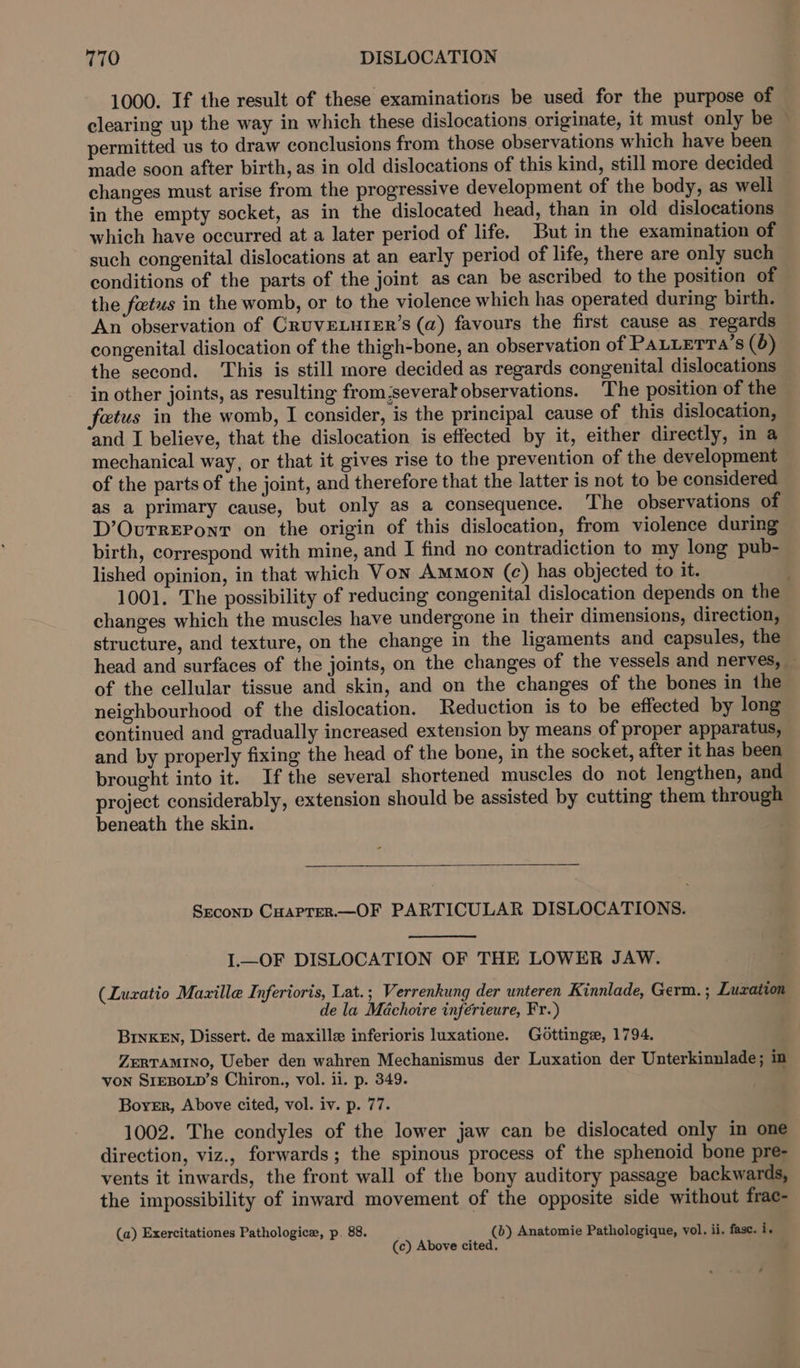 770 DISLOCATION
1000. If the result of these examinations be used for the purpose of
clearing up the way in which these dislocations originate, it must only be
permitted us to draw conclusions from those observations which have been
made soon after birth, as in old dislocations of this kind, still more decided
changes must arise from the progressive development of the body, as well
in the empty socket, as in the dislocated head, than in old dislocations
which have occurred at a later period of life. But in the examination of
such congenital dislocations at an early period of life, there are only such
conditions of the parts of the joint as can be ascribed to the position of
the fœtus in the womb, or to the violence which has operated during birth.
An observation of CRUVELHIER'S (a) favours the first cause as regards
congenital dislocation of the thigh-bone, an observation of PALLETTA'S (b)
the second. This is still more decided as regards congenital dislocations
in other joints, as resulting from several observations. The position of the
fœtus in the womb, I consider, is the principal cause of this dislocation,
and I believe, that the dislocation is effected by it, either directly, in a
mechanical way, or that it gives rise to the prevention of the development
of the parts of the joint, and therefore that the latter is not to be considered
as a primary cause, but only as a consequence. The observations of
D'OUTREPONT on the origin of this dislocation, from violence during
birth, correspond with mine, and I find no contradiction to my long pub-
lished opinion, in that which VON AMMON (c) has objected to it.
1001. The possibility of reducing congenital dislocation depends on the
changes which the muscles have undergone in their dimensions, direction,
structure, and texture, on the change in the ligaments and capsules, the
head and surfaces of the joints, on the changes of the vessels and nerves,
of the cellular tissue and skin, and on the changes of the bones in the
neighbourhood of the dislocation. Reduction is to be effected by long
continued and gradually increased extension by means of proper apparatus,
and by properly fixing the head of the bone, in the socket, after it has been
brought into it. If the several shortened muscles do not lengthen, and
project considerably, extension should be assisted by cutting them through
beneath the skin.
SECOND CHAPTER.—OF PARTICULAR DISLOCATIONS.
I.—OF DISLOCATION OF THE LOWER JAW.
(Luxatio Maxillæ Inferioris, Lat.; Verrenkung der unteren Kinnlade, Germ.; Luxation
de la Mâchoire inférieure, Fr.)
BINKEN, Dissert. de maxillæ inferioris luxatione. Göttingæ, 1794.
ZERTAMINO, Ueber den wahren Mechanismus der Luxation der Unterkinnlade; in
VON SIEBOLD'S Chiron., vol. ii. p. 349.
BOYER, Above cited, vol. iv. p. 77.
1002. The condyles of the lower jaw can be dislocated only in one
direction, viz., forwards; the spinous process of the sphenoid bone pre-
vents it inwards, the front wall of the bony auditory passage backwards,
the impossibility of inward movement of the opposite side without frac-
(a) Exercitationes Pathologicæ, p. 88. (b) Anatomie Pathologique, vol. ii. fasc. i.
(c) Above cited.